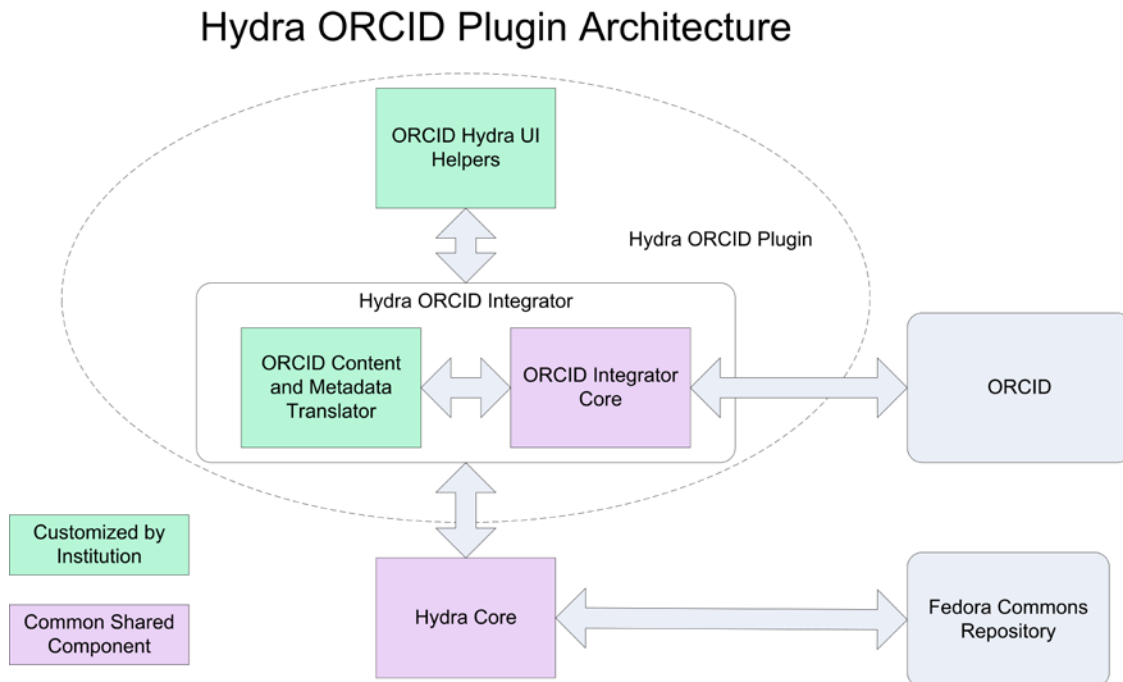 Hydra ORCID Plugin Architecture
ORCID Hydra UI
Helpers
Hydra ORCID Plugin
Hydra ORCID Integrator
ORCID Content
and Metadata
Translator
ORCID Integrator
Core
ORCID
Customized by
Institution
Common Shared
Component
Hydra Core
Fedora Commons
Repository